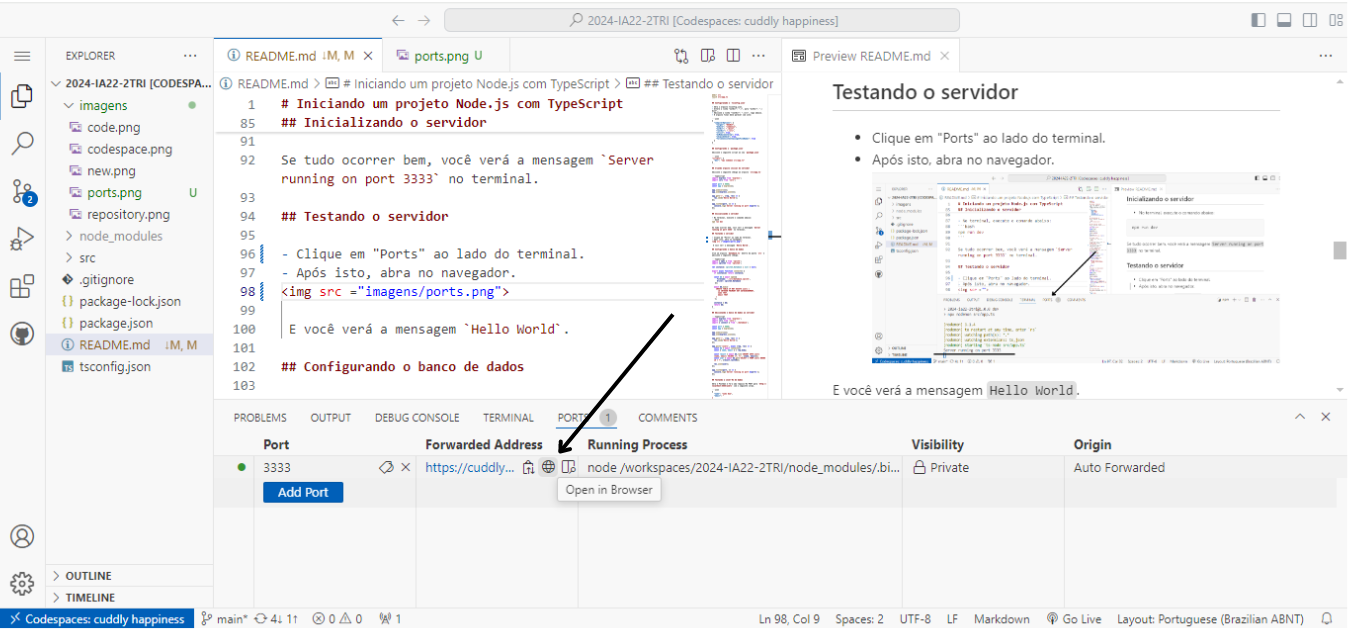 2024-IA22-2TRI [Codespaces: cuddly happiness]
EXPLORER
2024-IA22-2TRI [CODESPA...
imagens
code.png
codespace.png
new.png
ports.png U
repository.png
node_modules
src
.gitignore
package-lock.json
package.json
README.md ↓M, M
tsconfig.json
OUTLINE
TIMELINE
README.md ↓M, M
ports.png U
README.md > # Iniciando um projeto Node.js com TypeScript > ## Testando o servidor
1 # Iniciando um projeto Node.js com TypeScript
85 ## Inicializando o servidor
91
92 Se tudo ocorrer bem, você verá a mensagem `Server
running on port 3333` no terminal.
93
94 ## Testando o servidor
95
96 - Clique em "Ports" ao lado do terminal.
97 - Após isto, abra no navegador.
98 <img src ="imagens/ports.png">
99
100 E você verá a mensagem `Hello World`.
101
102 ## Configurando o banco de dados
103
Preview README.md
Testando o servidor
Clique em "Ports" ao lado do terminal.
Após isto, abra no navegador.
Inicializando o servidor
Testando o servidor
E você verá a mensagem Hello World.
PROBLEMS OUTPUT DEBUG CONSOLE TERMINAL PORTS 1 COMMENTS
Port Forwarded Address Running Process Visibility Origin
3333 https://cuddly... node /workspaces/2024-IA22-2TRI/node_modules/.bi... Private Auto Forwarded
Open in Browser
Add Port
2
Codespaces: cuddly happiness main* 4↓ 1↑ 0 0 1 Ln 98, Col 9 Spaces: 2 UTF-8 LF Markdown Go Live Layout: Portuguese (Brazilian ABNT)